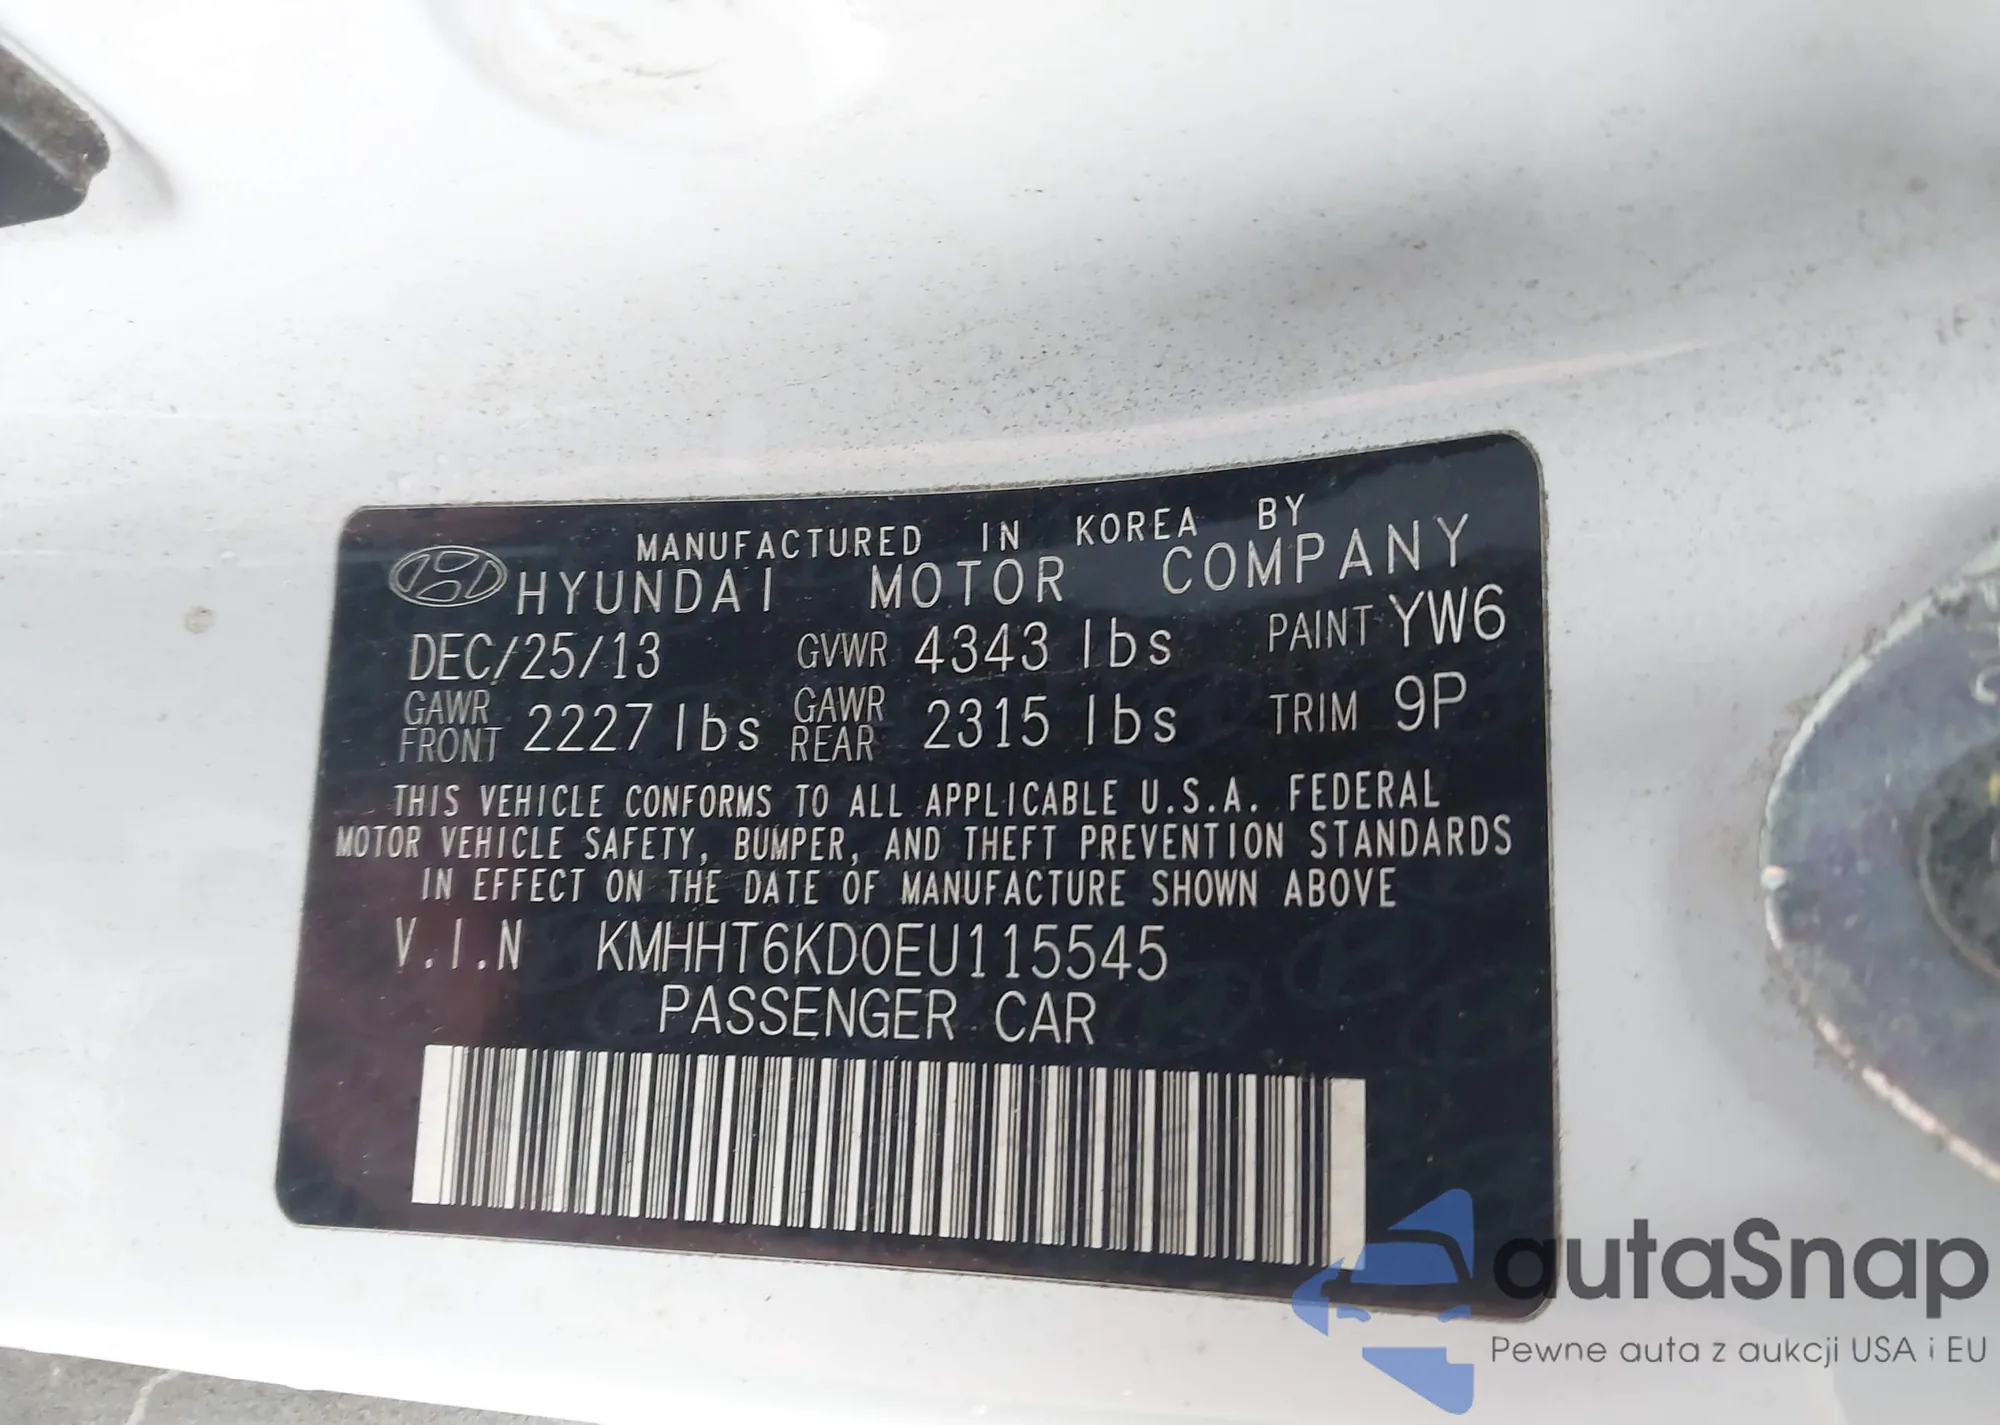 MANUFACTURED IN KOREA BY
HYUNDAI MOTOR COMPANY
DEC/25/13 GVWR 4343 lbs PAINT YW6
GAWR FRONT 2227 lbs GAWR REAR 2315 lbs TRIM 9P
THIS VEHICLE CONFORMS TO ALL APPLICABLE U.S.A. FEDERAL
MOTOR VEHICLE SAFETY, BUMPER, AND THEFT PREVENTION STANDARDS
IN EFFECT ON THE DATE OF MANUFACTURE SHOWN ABOVE
V.I.N KMHHT6KD0EU115545
PASSENGER CAR
autaSnap
Pewne auta z aukcji USA i EU